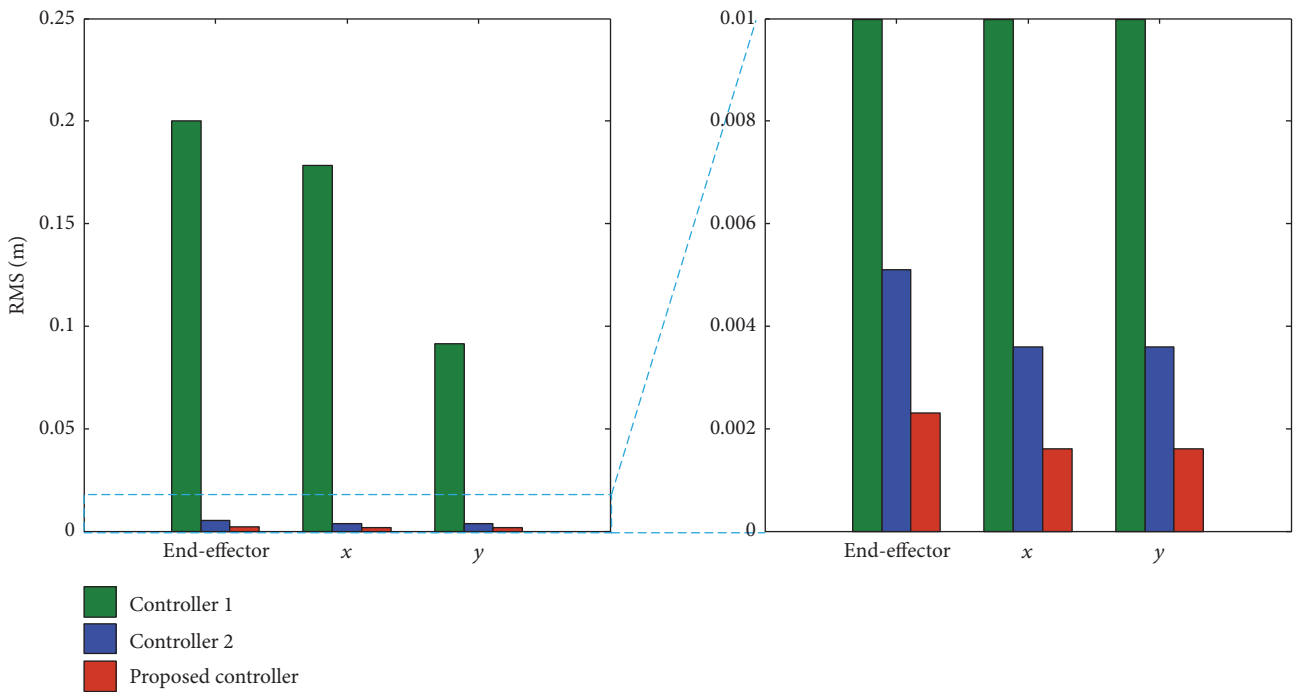 0.25
0.2
0.15
0.1
0.05
0
RMS (m)
End-effector
x
y
0.01
0.008
0.006
0.004
0.002
0
End-effector
x
y
Controller 1
Controller 2
Proposed controller